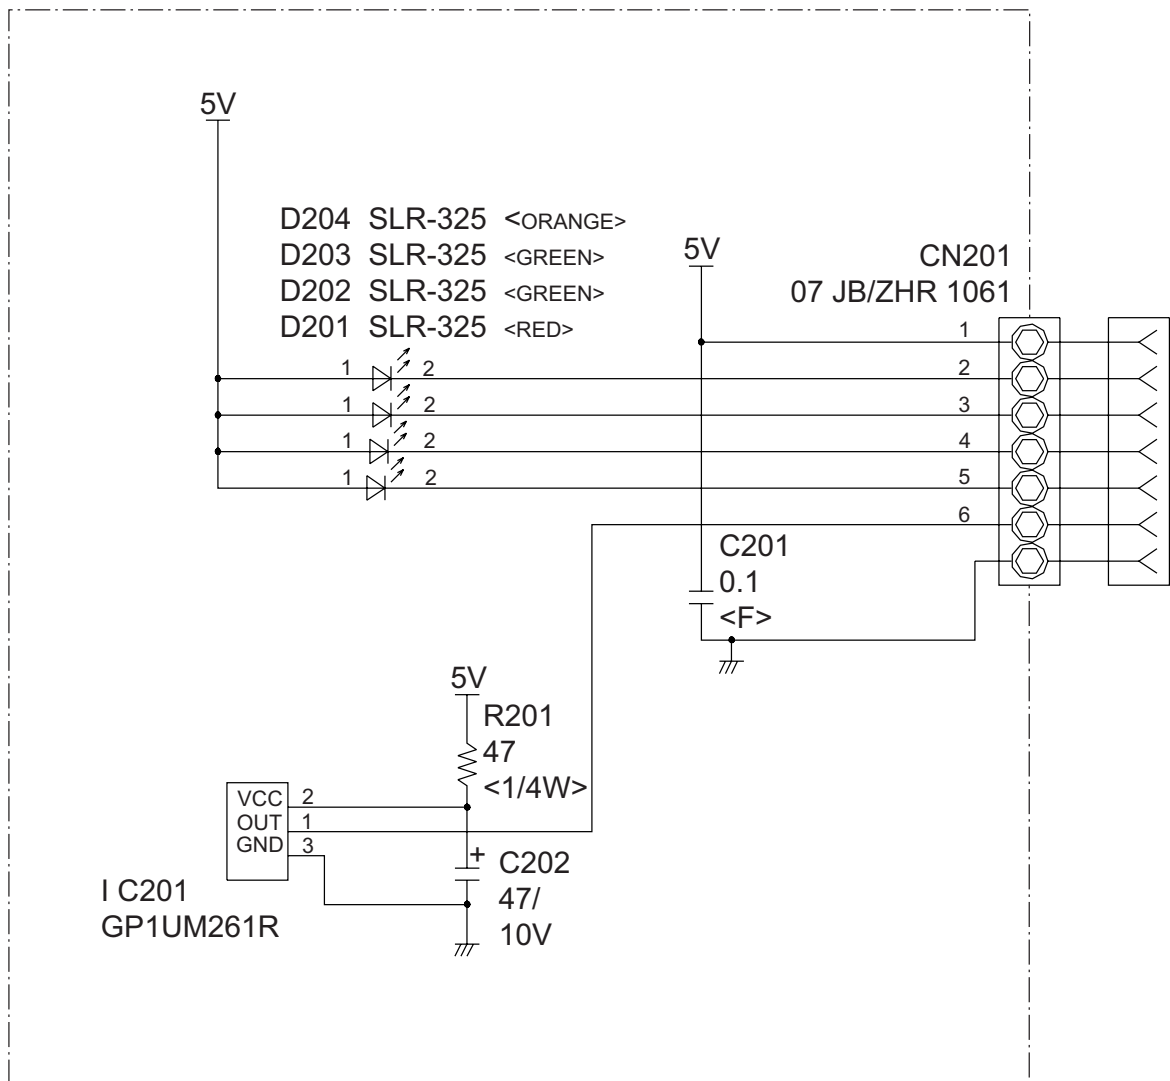 5V
D204 SLR-325 <ORANGE>
D203 SLR-325 <GREEN>
D202 SLR-325 <GREEN>
D201 SLR-325 <RED>
5V
CN201
07 JB/ZHR 1061
1
1 2 2
1 2 3
1 2 4
1 2 5
6
C201
0.1
<F>
5V
R201
47
<1/4W>
VCC 2
OUT 1
GND 3
+ C202
47/
10V
I C201
GP1UM261R